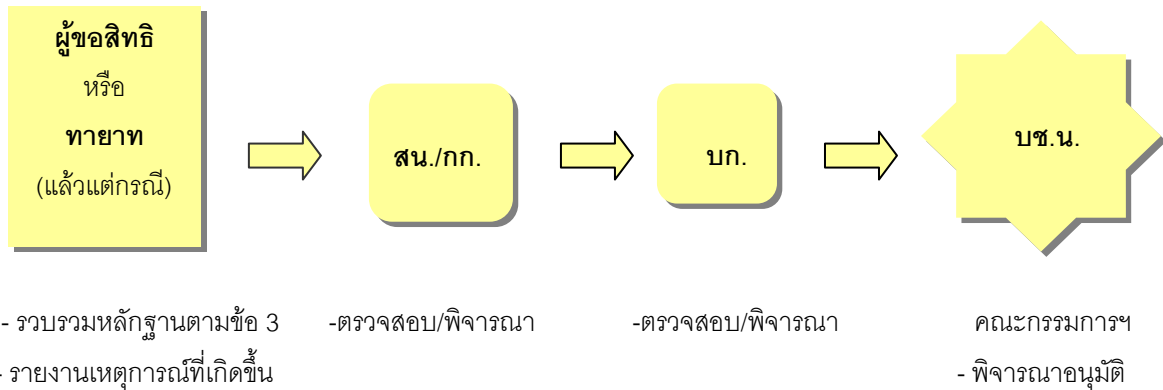 ผู้ขอสิทธิ
หรือ
ทายาท
(แล้วแต่กรณี)
สน./กก.
บก.
บช.น.
- รวบรวมหลักฐานตามข้อ 3
- รายงานเหตุการณ์ที่เกิดขึ้น
-ตรวจสอบ/พิจารณา
-ตรวจสอบ/พิจารณา
คณะกรรมการฯ
- พิจารณาอนุมัติ